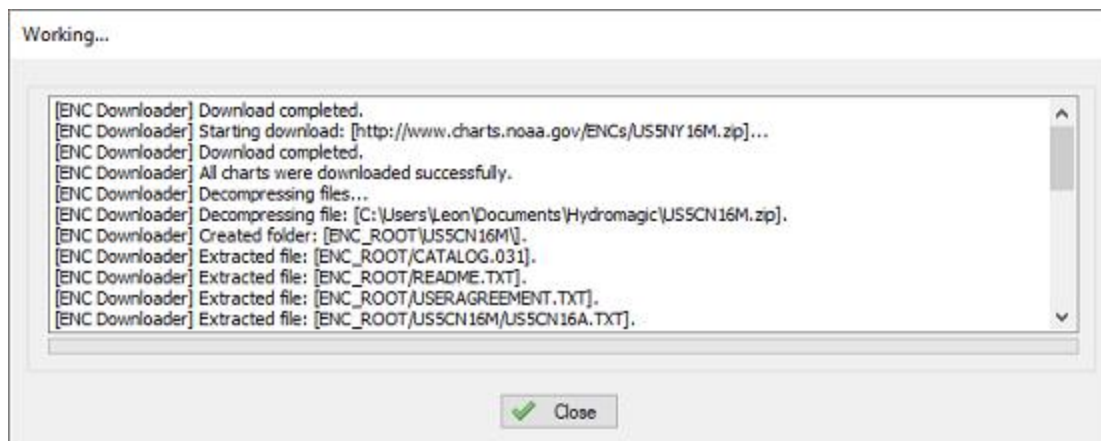 Working...
[ENC Downloader] Download completed.
[ENC Downloader] Starting download: [http://www.charts.noaa.gov/ENCs/US5NY16M.zip]...
[ENC Downloader] Download completed.
[ENC Downloader] All charts were downloaded successfully.
[ENC Downloader] Decompressing files...
[ENC Downloader] Decompressing file: [C:\Users\Leon\Documents\Hydromagic\US5CN16M.zip].
[ENC Downloader] Created folder: [ENC_ROOT\US5CN16M\].
[ENC Downloader] Extracted file: [ENC_ROOT/CATALOG.031].
[ENC Downloader] Extracted file: [ENC_ROOT/README.TXT].
[ENC Downloader] Extracted file: [ENC_ROOT/USERAGREEMENT.TXT].
[ENC Downloader] Extracted file: [ENC_ROOT/US5CN16M/US5CN16A.TXT].
Close